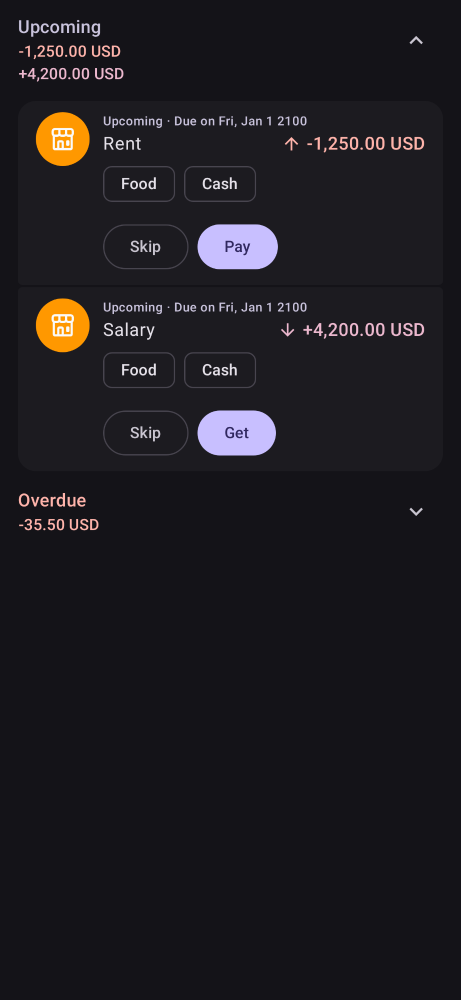 Upcoming
-1,250.00 USD
+4,200.00 USD
Upcoming · Due on Fri, Jan 1 2100
Rent
-1,250.00 USD
Food
Cash
Skip
Pay
Upcoming · Due on Fri, Jan 1 2100
Salary
+4,200.00 USD
Food
Cash
Skip
Get
Overdue
-35.50 USD